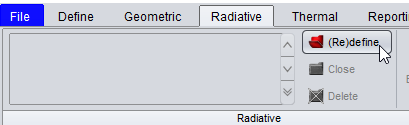 File Define Geometric Radiative Thermal Reporti
(Re)define
Close
Delete
Radiative